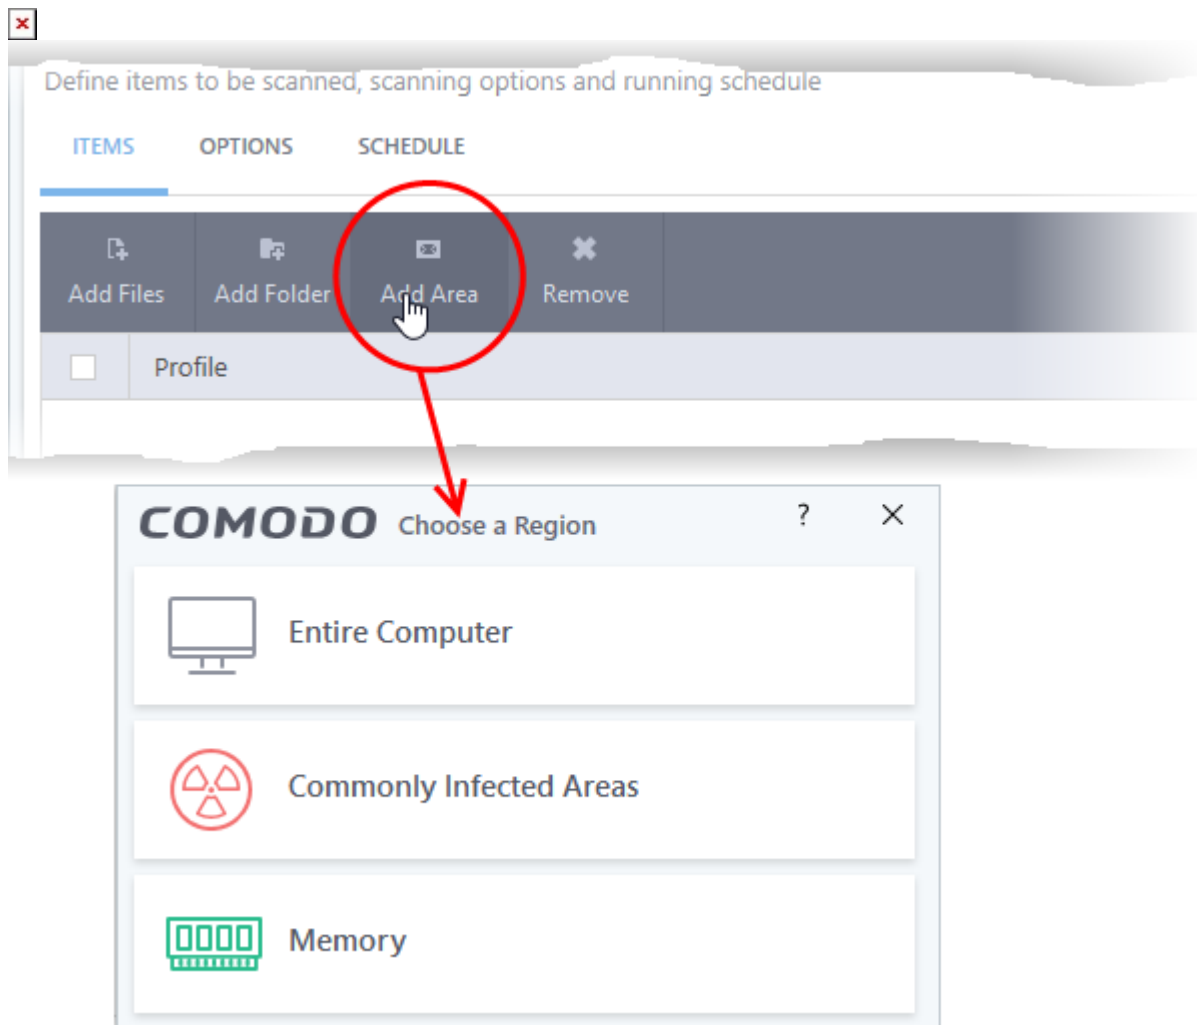 Define items to be scanned, scanning options and running schedule
ITEMS OPTIONS SCHEDULE
Add Files Add Folder Add Area Remove
Profile
COMODO Choose a Region ?
Entire Computer
Commonly Infected Areas
Memory